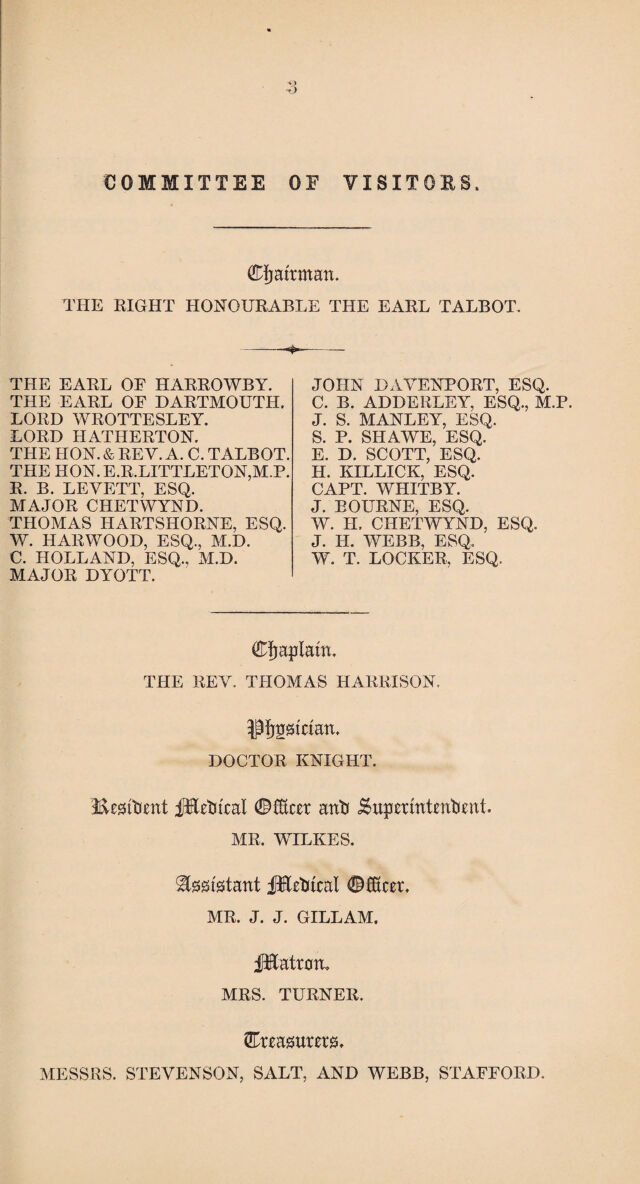 3
COMMITTEE OF VISITORS.
Chairman.
THE RIGHT HONOURABLE THE EARL TALBOT.
THE EARL OF HARROWBY.
THE EARL OF DARTMOUTH.
LORD WROTTESLEY.
LORD HATHERTON.
THE HON. & REV. A. C. TALBOT.
THE HON. E. R. LITTLETON, M.P.
R. B. LEVETT, ESQ.
MAJOR CHETWYND.
THOMAS HARTSHORNE, ESQ.
W. HARWOOD, ESQ., M.D.
C. HOLLAND, ESQ., M.D.
MAJOR DYOTT.
JOHN DAVENPORT, ESQ.
C. B. ADDERLEY, ESQ., M.P.
J. S. MANLEY, ESQ.
S. P. SHAWE, ESQ.
E. D. SCOTT, ESQ.
H. KILLICK, ESQ.
CAPT. WHITBY.
J. BOURNE, ESQ.
W. H. CHETWYND, ESQ.
J. H. WEBB, ESQ.
W. T. LOCKER, ESQ.
Chaplain.
THE REV. THOMAS HARRISON.
Physician.
DOCTOR KNIGHT.
Resident Medical Officer and Superintendent.
MR. WILKES.
Assistant Medical Officer.
MR. J. J. GILLAM.
Matron.
MRS. TURNER.
Treasurers.
MESSRS. STEVENSON, SALT, AND WEBB, STAFFORD.